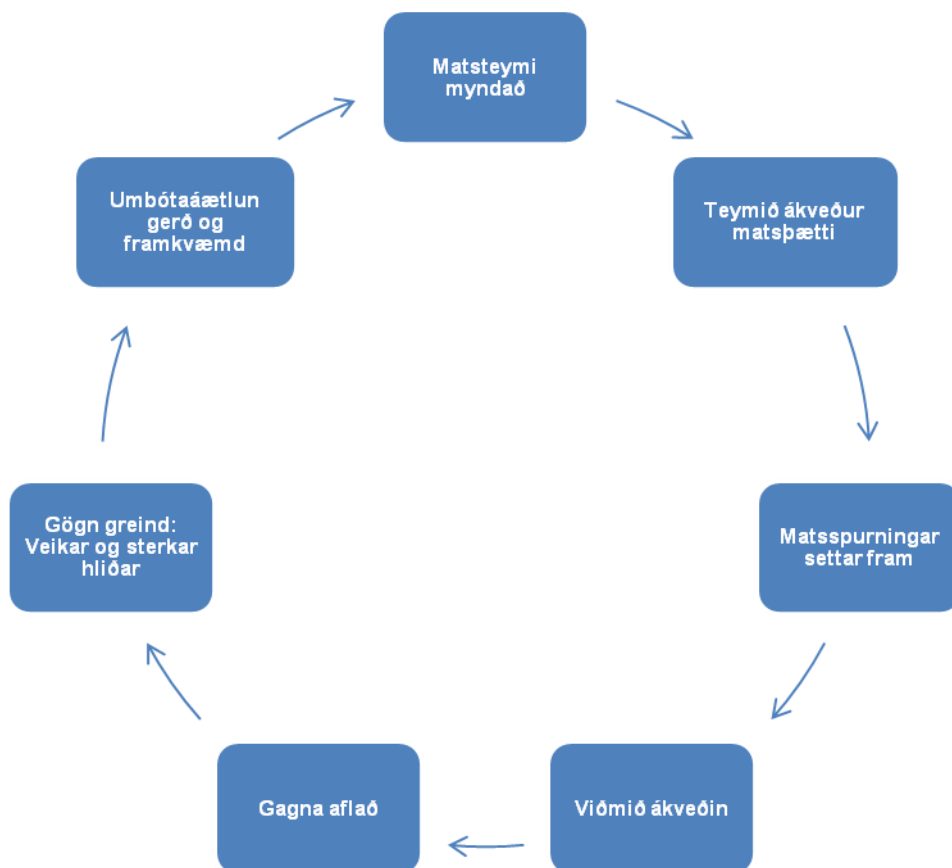 Matsteymi
myndað
Teymið ákveður
matsþætti
Matsspurningar
settar fram
Viðmið ákveðin
Gagna aflað
Gögn greind:
Veikar og sterkar
hliðar
Umbótaáætlun
gerð og
framkvæmd